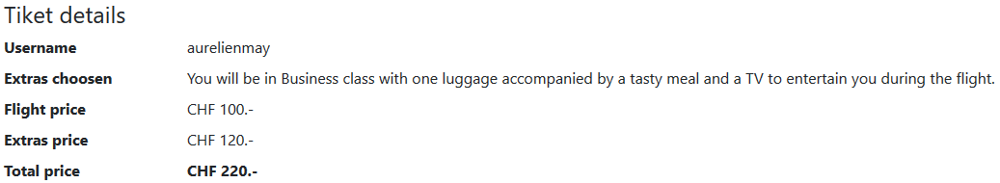 Tiket details
Username aurelienmay
Extras choosen You will be in Business class with one luggage accompanied by a tasty meal and a TV to entertain you during the flight.
Flight price CHF 100.-
Extras price CHF 120.-
Total price CHF 220.-